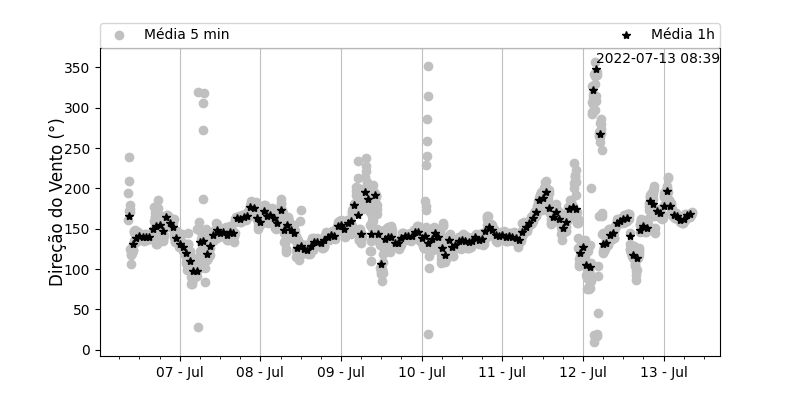 Média 5 min
Média 1h
2022-07-13 08:39
Direção do Vento (°)
350
300
250
200
150
100
50
0
07 - Jul
08 - Jul
09 - Jul
10 - Jul
11 - Jul
12 - Jul
13 - Jul